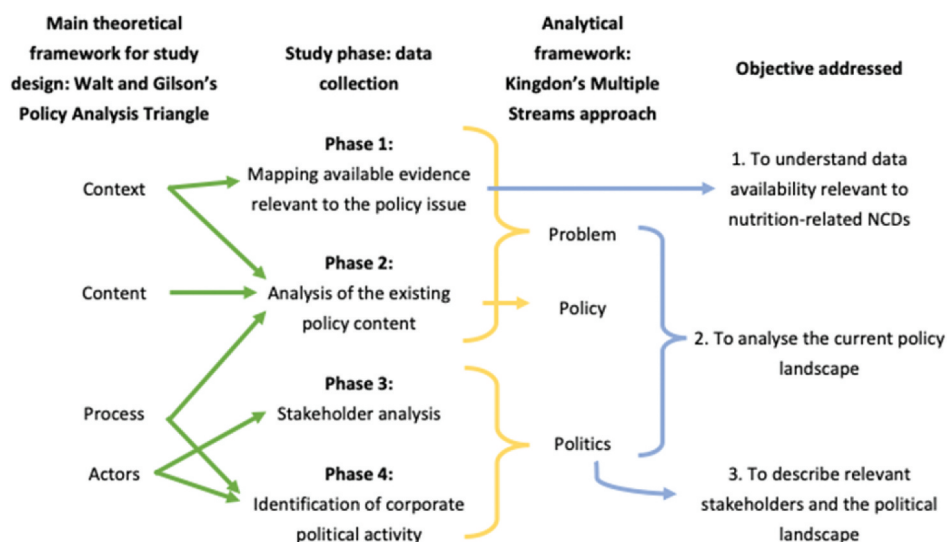 Main theoretical
framework for study
design: Walt and Gilson's
Policy Analysis Triangle
Study phase: data
collection
Analytical
framework:
Kingdon's Multiple
Streams approach
Objective addressed
Context
Content
Process
Actors
Phase 1:
Mapping available evidence
relevant to the policy issue
Phase 2:
Analysis of the existing
policy content
Phase 3:
Stakeholder analysis
Phase 4:
Identification of corporate
political activity
Problem
Policy
Politics
1. To understand data
availability relevant to
nutrition-related NCDs
2. To analyse the current policy
landscape
3. To describe relevant
stakeholders and the political
landscape